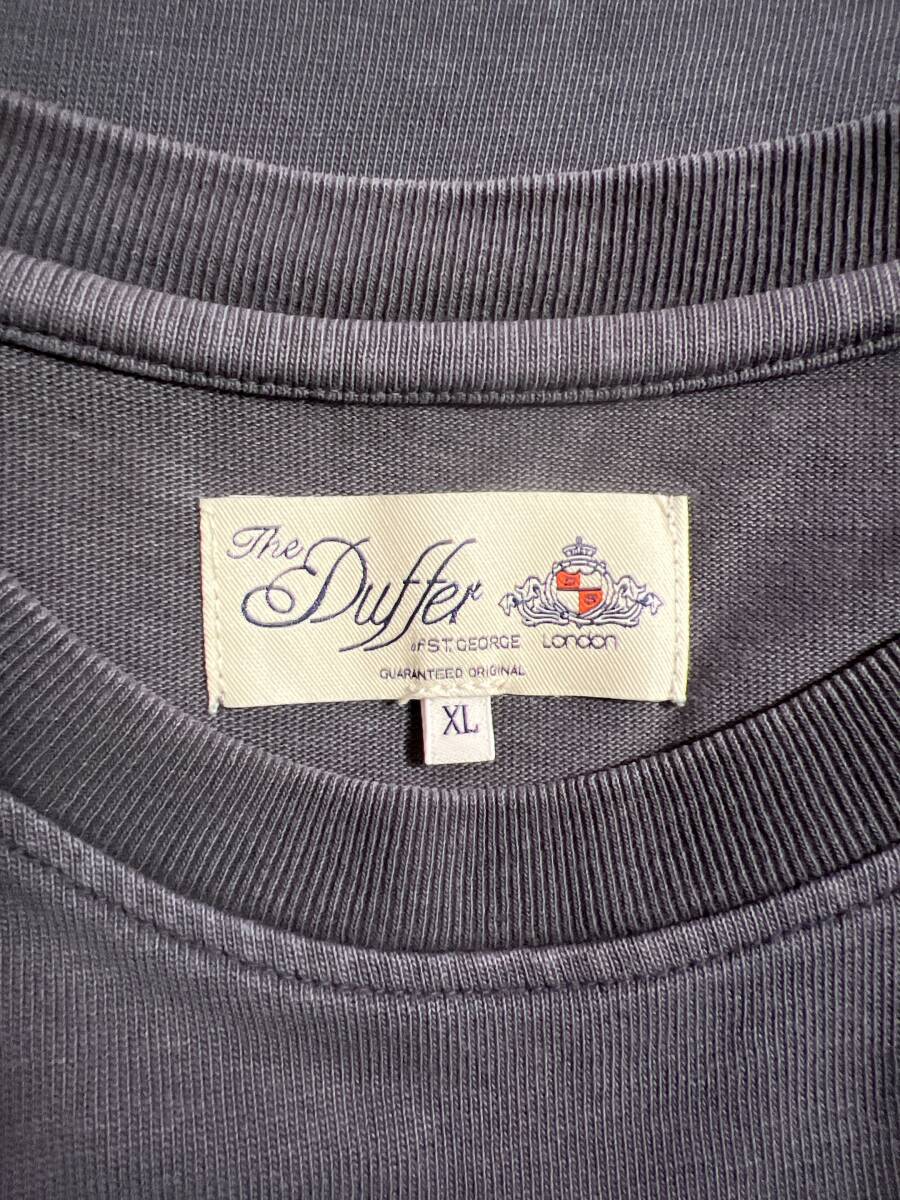 The
Duffer
OF ST. GEORGE London
GUARANTEED ORIGINAL
XL